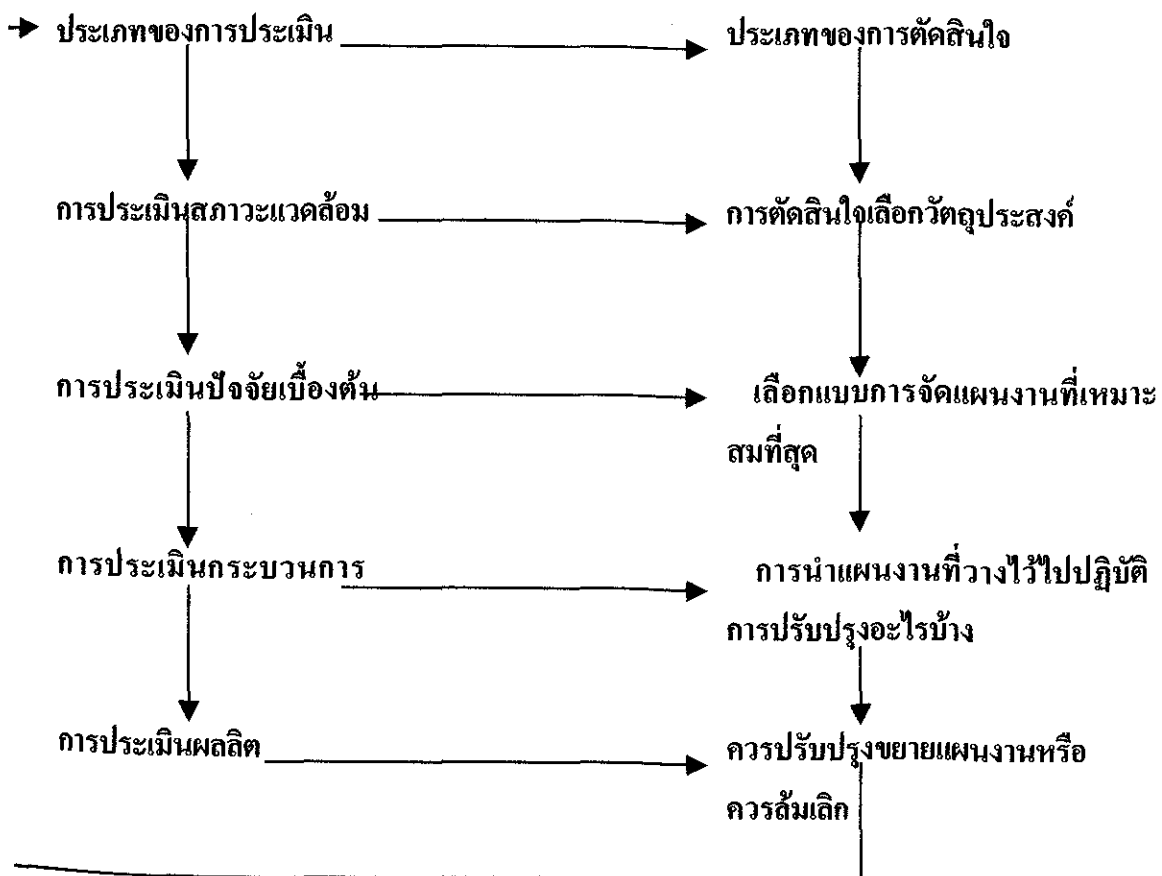 ประเภทของการประเมิน
ประเภทของการตัดสินใจ
การประเมินสภาวะแวดล้อม
การตัดสินใจเลือกวัตถุประสงค์
การประเมินปัจจัยเบื้องต้น
เลือกแบบการจัดแผนงานที่เหมาะ
สมที่สุด
การประเมินกระบวนการ
การนำแผนงานที่วางไว้ไปปฏิบัติ
การปรับปรุงอะไรบ้าง
การประเมินผลลิต
ควรปรับปรุงขยายแผนงานหรือ
ควรล้มเลิก